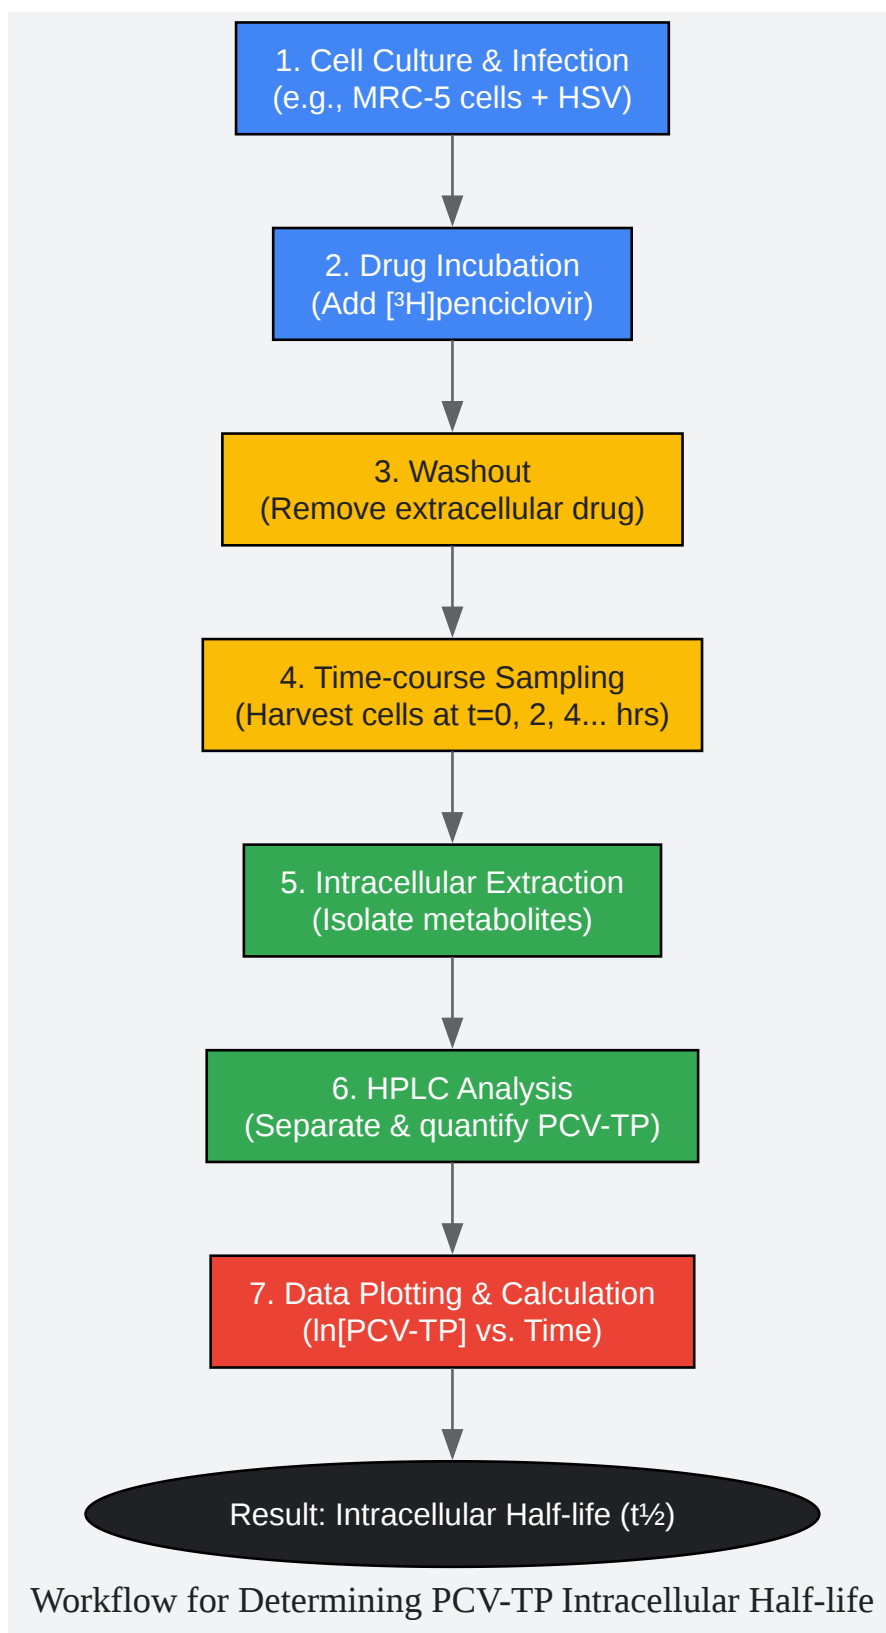 1. Cell Culture & Infection
(e.g., MRC-5 cells + HSV)
2. Drug Incubation
(Add [³H]penciclovir)
3. Washout
(Remove extracellular drug)
4. Time-course Sampling
(Harvest cells at t=0, 2, 4... hrs)
5. Intracellular Extraction
(Isolate metabolites)
6. HPLC Analysis
(Separate & quantify PCV-TP)
7. Data Plotting & Calculation
(ln[PCV-TP] vs. Time)
Result: Intracellular Half-life (t½)
Workflow for Determining PCV-TP Intracellular Half-life